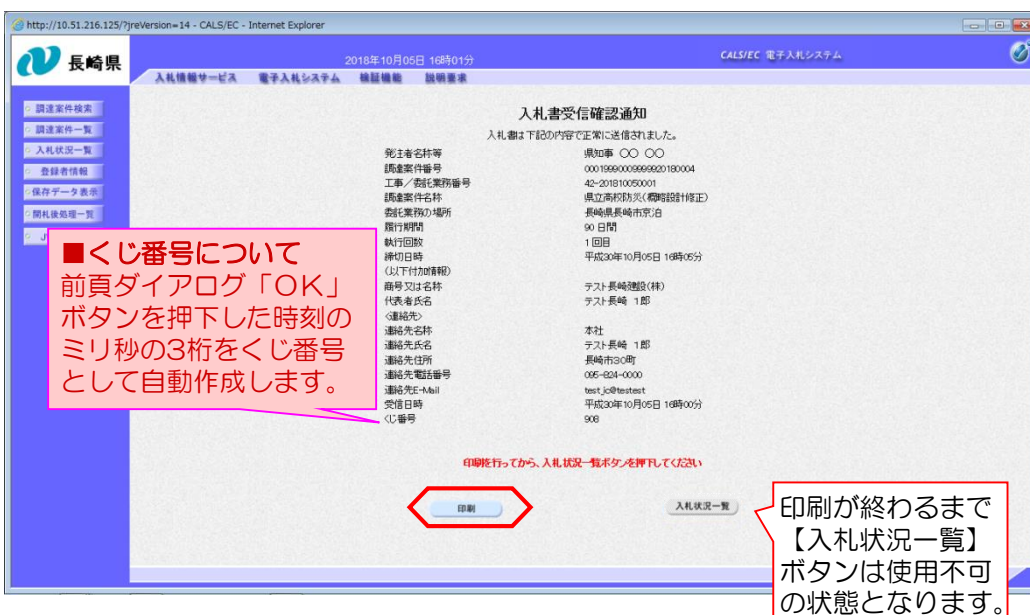 http://10.51.216.125/?jreVersion=14 - CALS/EC - Internet Explorer
長崎県
2018年10月05日 16時01分
CALS/EC 電子入札システム
入札情報サービス 電子入札システム 検証機能 説明要求
調達案件検索
調達案件一覧
入札状況一覧
登録者情報
保存データ表示
開札後処理一覧
入札書受信確認通知
入札書は下記の内容で正常に送信されました。
発注者名称等 県知事 〇〇 〇〇
調達案件番号 00019990009999920180004
工事/委託業務番号 42-201810050001
調達案件名称 県立高校防災(概略設計修正)
委託業務の場所 長崎県長崎市京泊
履行期間 90 日間
執行回数 1 回目
締切日時 平成30年10月05日 16時05分
(以下付加情報)
商号又は名称 テスト長崎建設(株)
代表者氏名 テスト長崎 1郎
<連絡先>
連絡先名称 本社
連絡先氏名 テスト長崎 1郎
連絡先住所 長崎市30町
連絡先電話番号 095-824-0000
連絡先E-Mail test_jc@testest
受信日時 平成30年10月05日 16時00分
くじ番号 908
■くじ番号について
前頁ダイアログ「OK」
ボタンを押下した時刻の
ミリ秒の3桁をくじ番号
として自動作成します。
印刷を行ってから、入札状況一覧ボタンを押下してください
印刷
入札状況一覧
印刷が終わるまで
【入札状況一覧】
ボタンは使用不可
の状態となります。